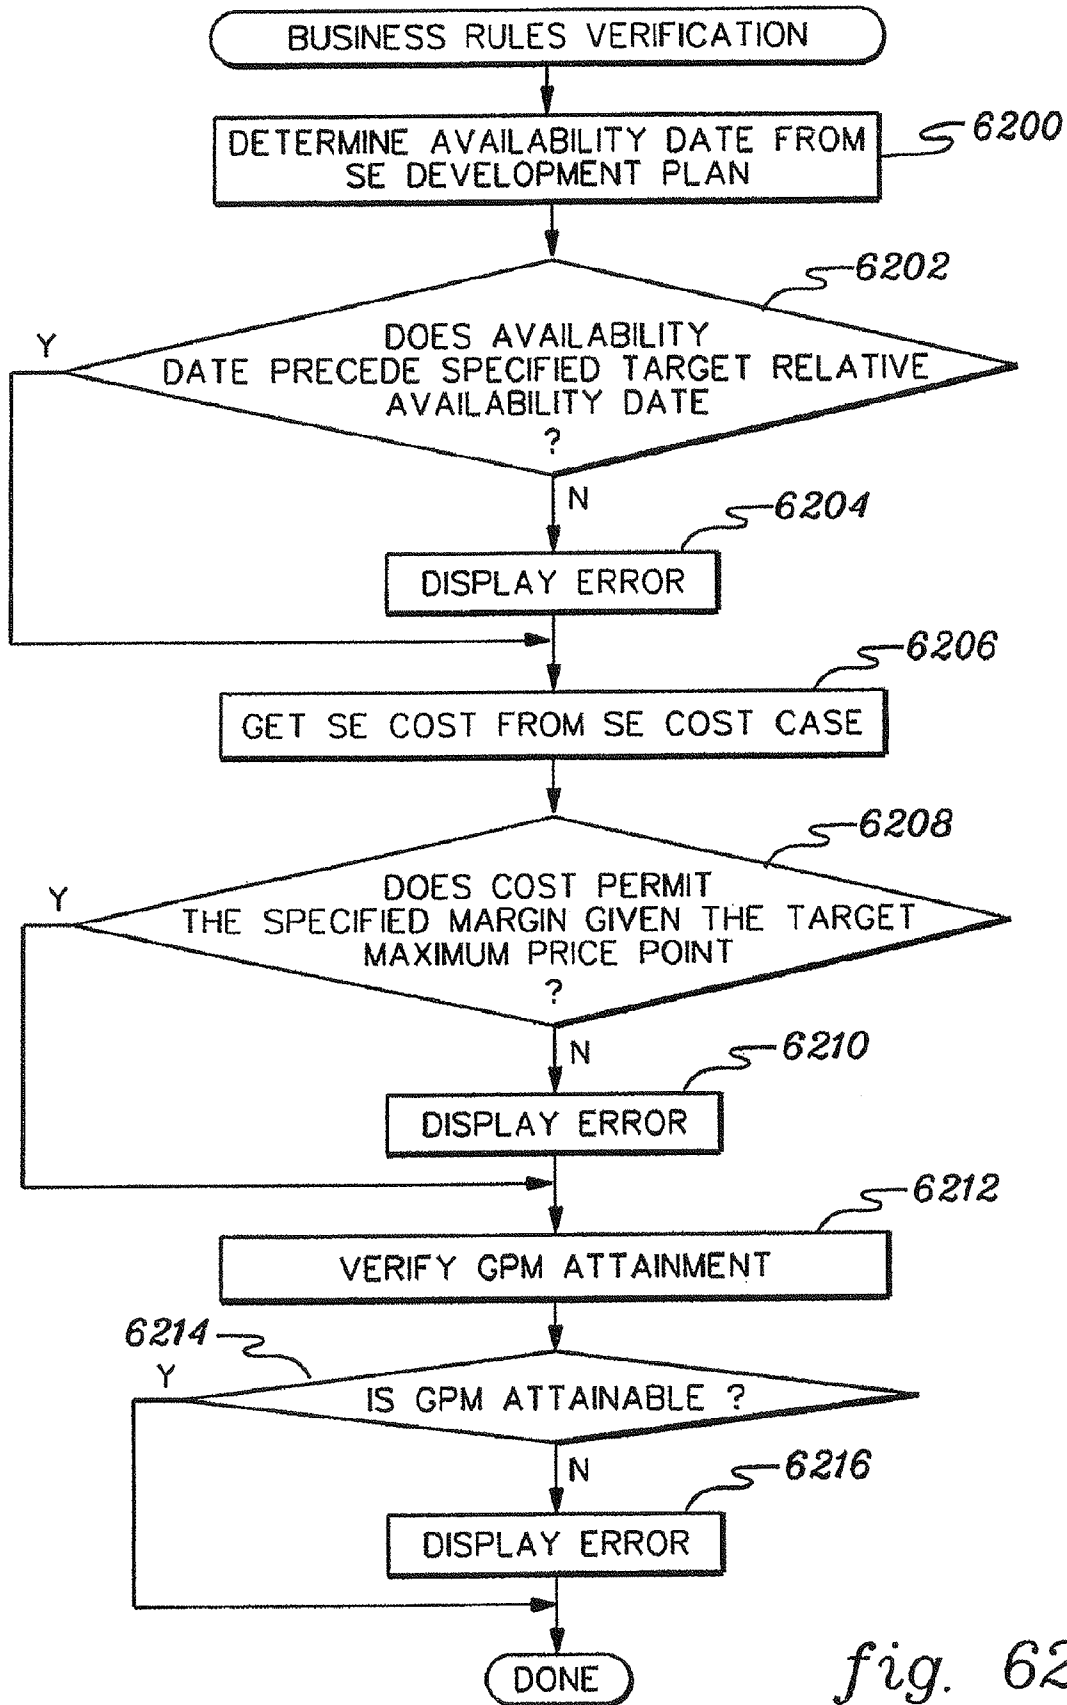 BUSINESS RULES VERIFICATION
6200
DETERMINE AVAILABILITY DATE FROM
SE DEVELOPMENT PLAN
6202
Y
DOES AVAILABILITY
DATE PRECEDE SPECIFIED TARGET RELATIVE
AVAILABILITY DATE
?
N
6204
DISPLAY ERROR
6206
GET SE COST FROM SE COST CASE
6208
Y
DOES COST PERMIT
THE SPECIFIED MARGIN GIVEN THE TARGET
MAXIMUM PRICE POINT
?
N
6210
DISPLAY ERROR
6212
VERIFY GPM ATTAINMENT
6214
Y
IS GPM ATTAINABLE ?
N
6216
DISPLAY ERROR
DONE
fig. 62